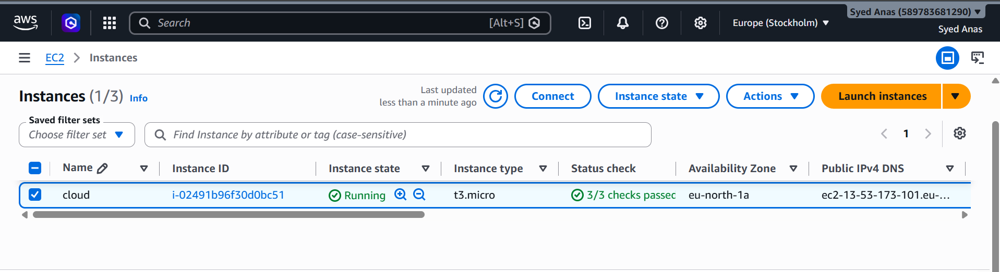 aws
Search [Alt+S]
Europe (Stockholm)
Syed Anas (589783681290)
Syed Anas
EC2 Instances
Instances (1/3) Info
Last updated
less than a minute ago
Connect
Instance state
Actions
Launch instances
Saved filter sets
Choose filter set
Find Instance by attribute or tag (case-sensitive)
1
Name Instance ID Instance state Instance type Status check Availability Zone Public IPv4 DNS
cloud i-02491b96f30d0bc51 Running t3.micro 3/3 checks passed eu-north-1a ec2-13-53-173-101.eu-...